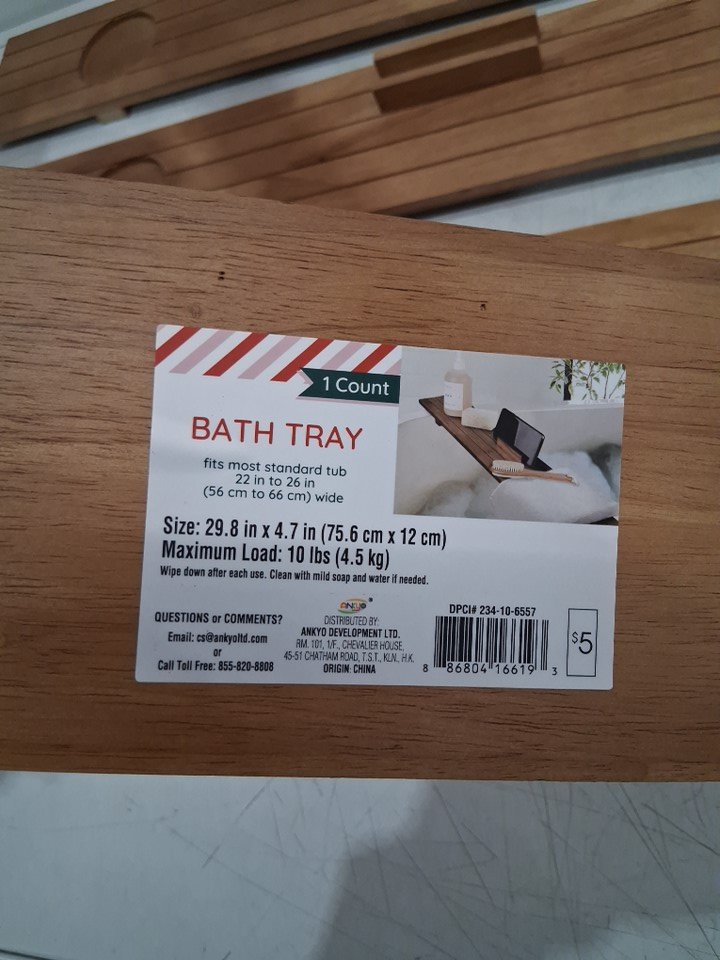 1 Count
BATH TRAY
fits most standard tub
22 in to 26 in
(56 cm to 66 cm) wide
Size: 29.8 in x 4.7 in (75.6 cm x 12 cm)
Maximum Load: 10 lbs (4.5 kg)
Wipe down after each use. Clean with mild soap and water if needed.
QUESTIONS or COMMENTS?
Email: cs@ankyoltd.com
or
Call Toll Free: 855-820-8808
ANKYO
DISTRIBUTED BY:
ANKYO DEVELOPMENT LTD.
RM. 101, 1/F., CHEVALIER HOUSE,
45-51 CHATHAM ROAD, T.S.T., KLN., H.K.
ORIGIN: CHINA
DPCI# 234-10-6557
8 86804 16619 3
$5